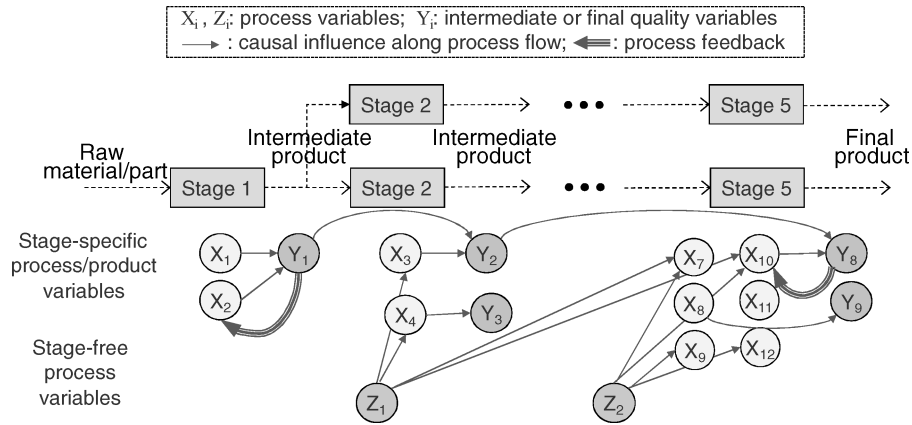 Xi , Zi: process variables; Yi: intermediate or final quality variables
: causal influence along process flow; : process feedback
Stage 2
Stage 5
Raw material/part
Intermediate product
Intermediate product
Final product
Stage 1
Stage 2
Stage 5
Stage-specific
process/product
variables
X1
Y1
X3
Y2
X7
X10
Y8
X2
X4
Y3
X8
X11
Y9
X9
X12
Stage-free
process
variables
Z1
Z2